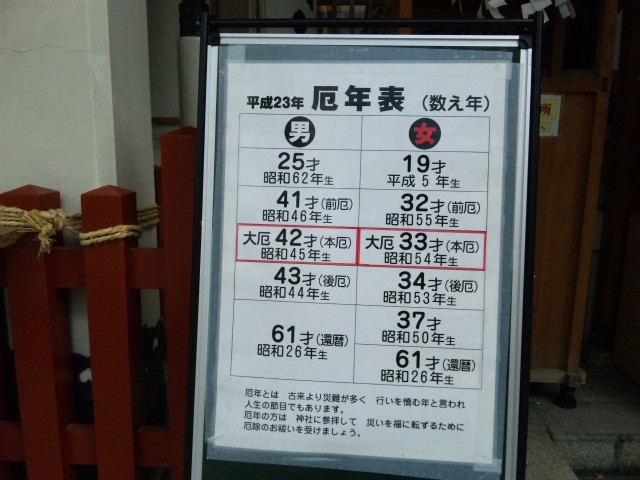 平成23年 厄年表 (数え年)
男 女
25才 19才
昭和62年生 平成5年生
41才(前厄) 32才(前厄)
昭和46年生 昭和55年生
大厄 42才(本厄) 大厄 33才(本厄)
昭和45年生 昭和54年生
43才(後厄) 34才(後厄)
昭和44年生 昭和53年生
61才(還暦) 37才
昭和26年生 昭和50年生
61才(還暦)
昭和26年生
厄年とは 古来より災難が多く 行いを慎む年と言われ
人生の節目でもあります。
厄年の方は 神社に参拝して 災いを福に転ずるために
厄除のお祓いを受けましょう。
所
へ